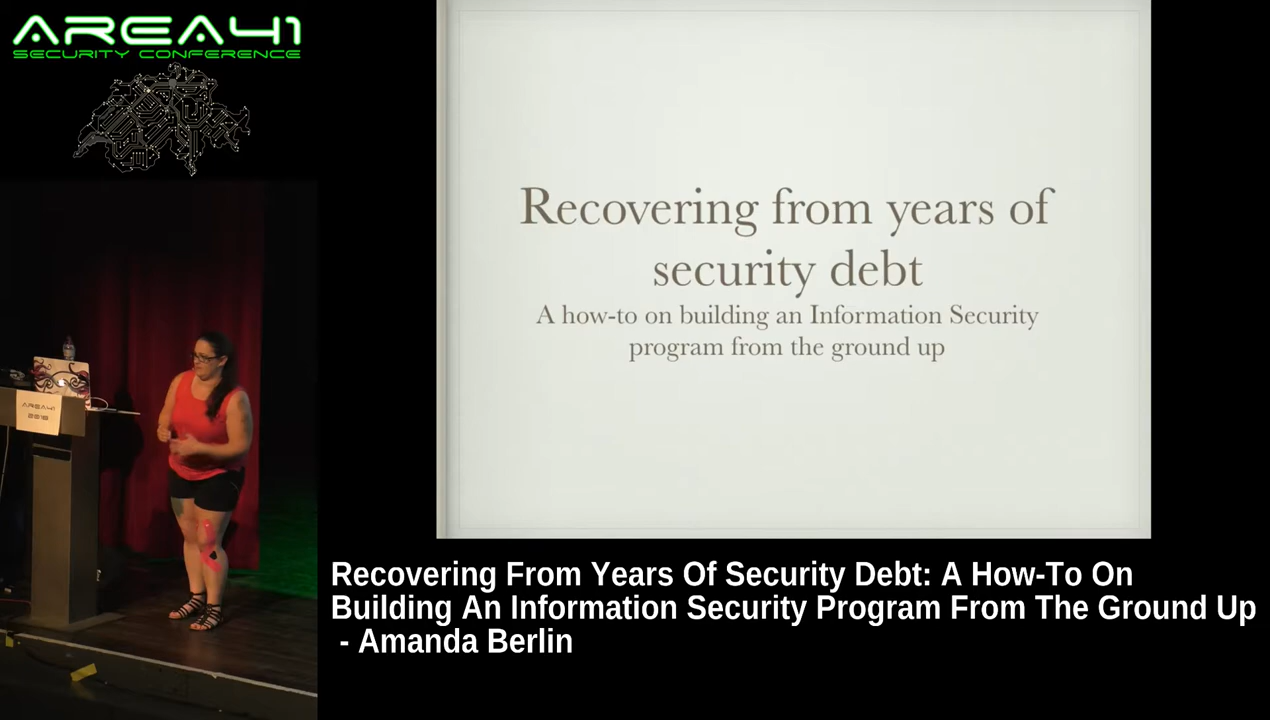 AREA41
SECURITY CONFERENCE
Recovering from years of
security debt
A how-to on building an Information Security
program from the ground up
AREA41
2016
Recovering From Years Of Security Debt: A How-To On
Building An Information Security Program From The Ground Up
- Amanda Berlin